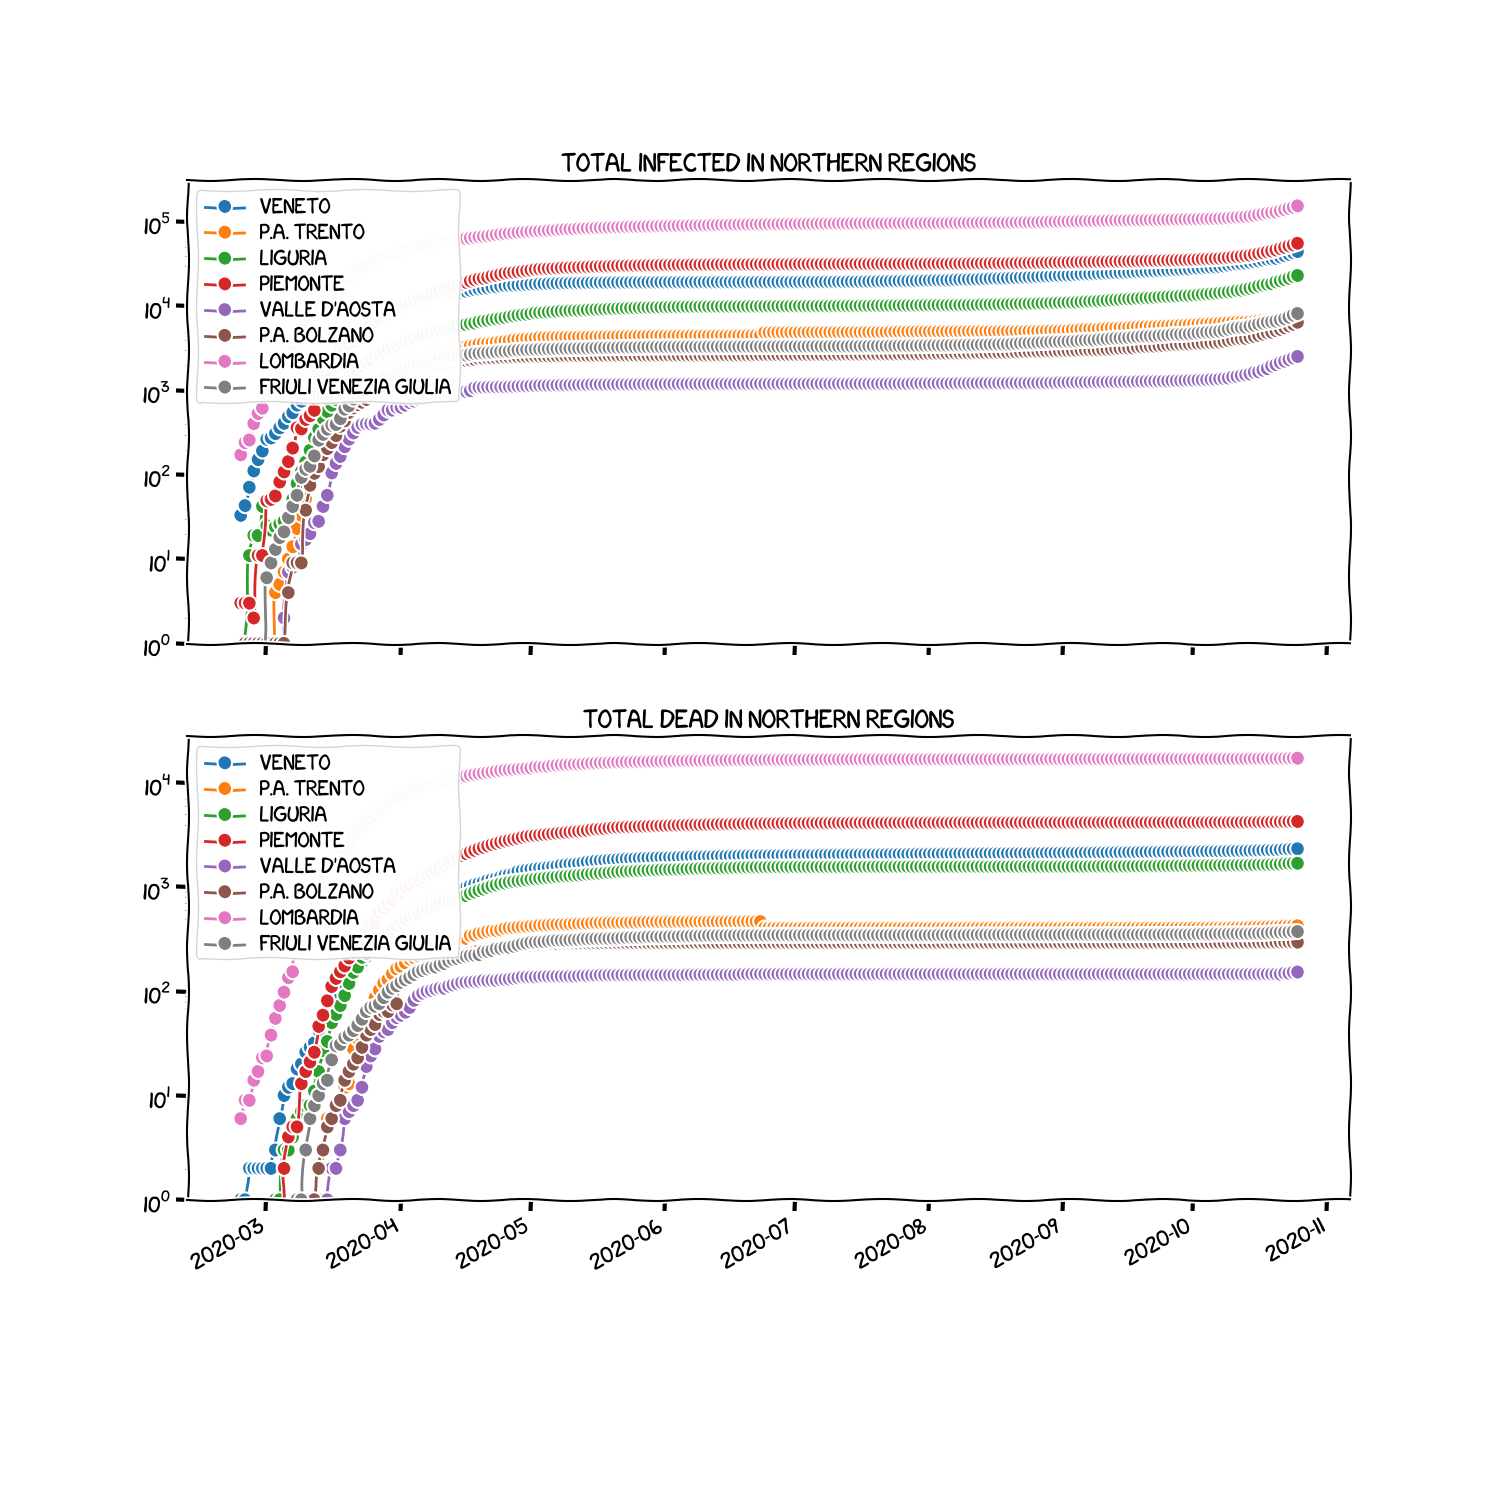 TOTAL INFECTED IN NORTHERN REGIONS
10⁵
10⁴
10³
10²
10¹
10⁰
VENETO
P.A. TRENTO
LIGURIA
PIEMONTE
VALLE D'AOSTA
P.A. BOLZANO
LOMBARDIA
FRIULI VENEZIA GIULIA
TOTAL DEAD IN NORTHERN REGIONS
10⁴
10³
10²
10¹
10⁰
VENETO
P.A. TRENTO
LIGURIA
PIEMONTE
VALLE D'AOSTA
P.A. BOLZANO
LOMBARDIA
FRIULI VENEZIA GIULIA
2020-03
2020-04
2020-05
2020-06
2020-07
2020-08
2020-09
2020-10
2020-11